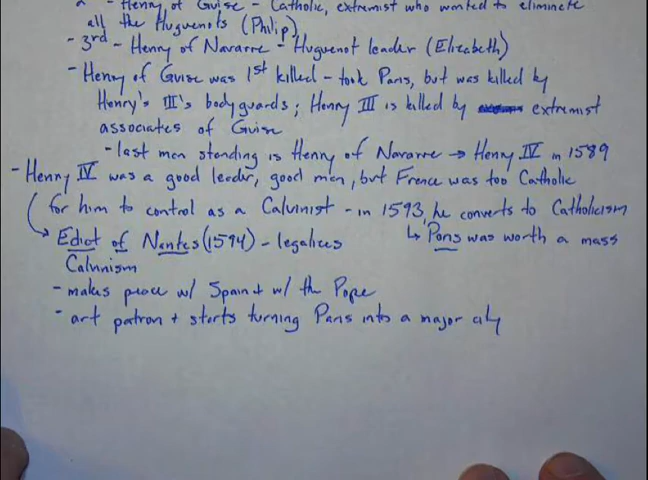 - Henry of Guise - Catholic, extremist who wanted to eliminate
all the Huguenots (Philip)
- 3rd - Henry of Navarre - Huguenot leader (Elizabeth)
- Henry of Guise was 1st killed - took Paris, but was killed by
Henry's III's bodyguards; Henry III is killed by extremist
associates of Guise
- last man standing is Henry of Navarre → Henry IV in 1589
- Henry IV was a good leader, good man, but France was too Catholic
for him to control as a Calvinist - in 1593, he converts to Catholicism
↳ Edict of Nantes (1594) - legalizes ↳ Paris was worth a mass
Calvinism
- makes peace w/ Spain + w/ the Pope
- art patron + starts turning Paris into a major city